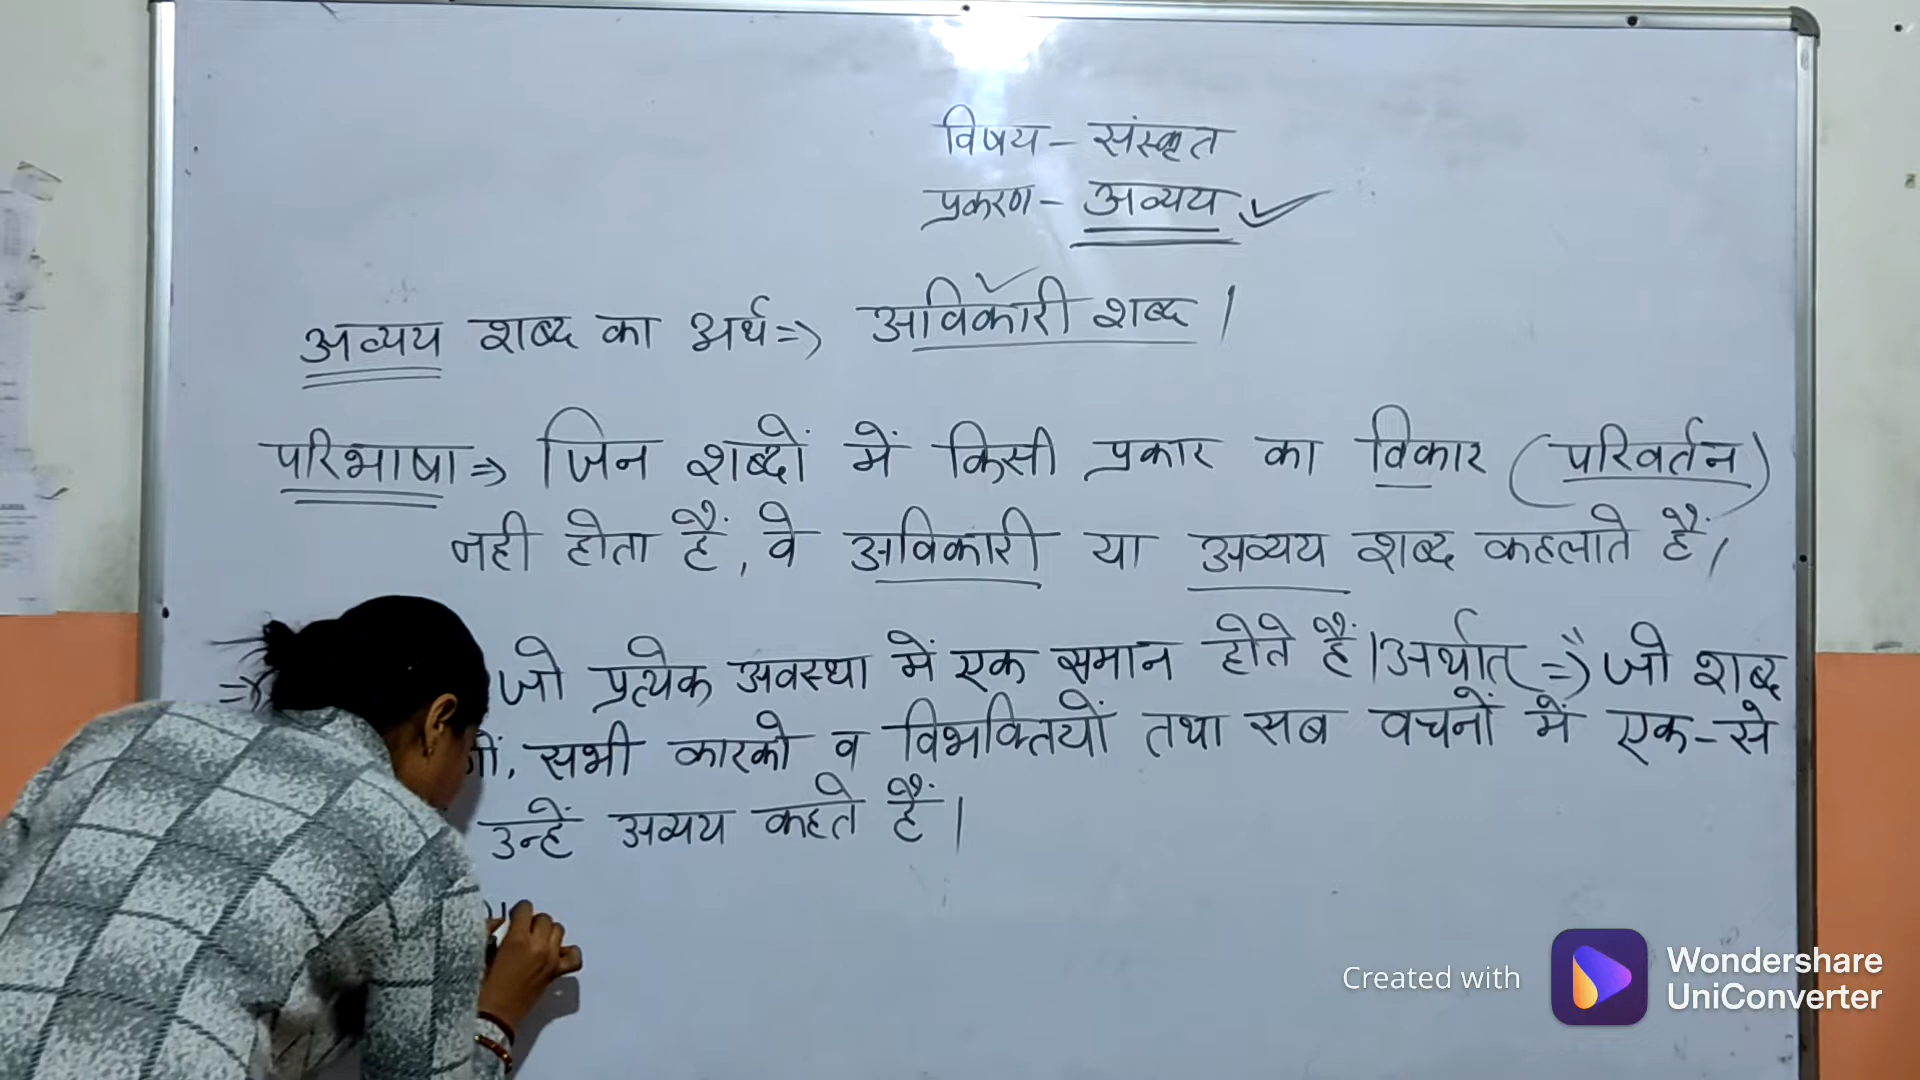 विषय - संस्कृत
प्रकरण - अव्यय
अव्यय शब्द का अर्थ => अविकारी शब्द।
परिभाषा => जिन शब्दों में किसी प्रकार का विकार (परिवर्तन)
नही होता हैं, वे अविकारी या अव्यय शब्द कहलाते हैं।
=> जो प्रत्येक अवस्था में एक समान होते हैं। अर्थात => जो शब्द
सभी कारको व विभक्तियों तथा सब वचनों में एक-से
उन्हें अव्यय कहते हैं।
Created with Wondershare
UniConverter